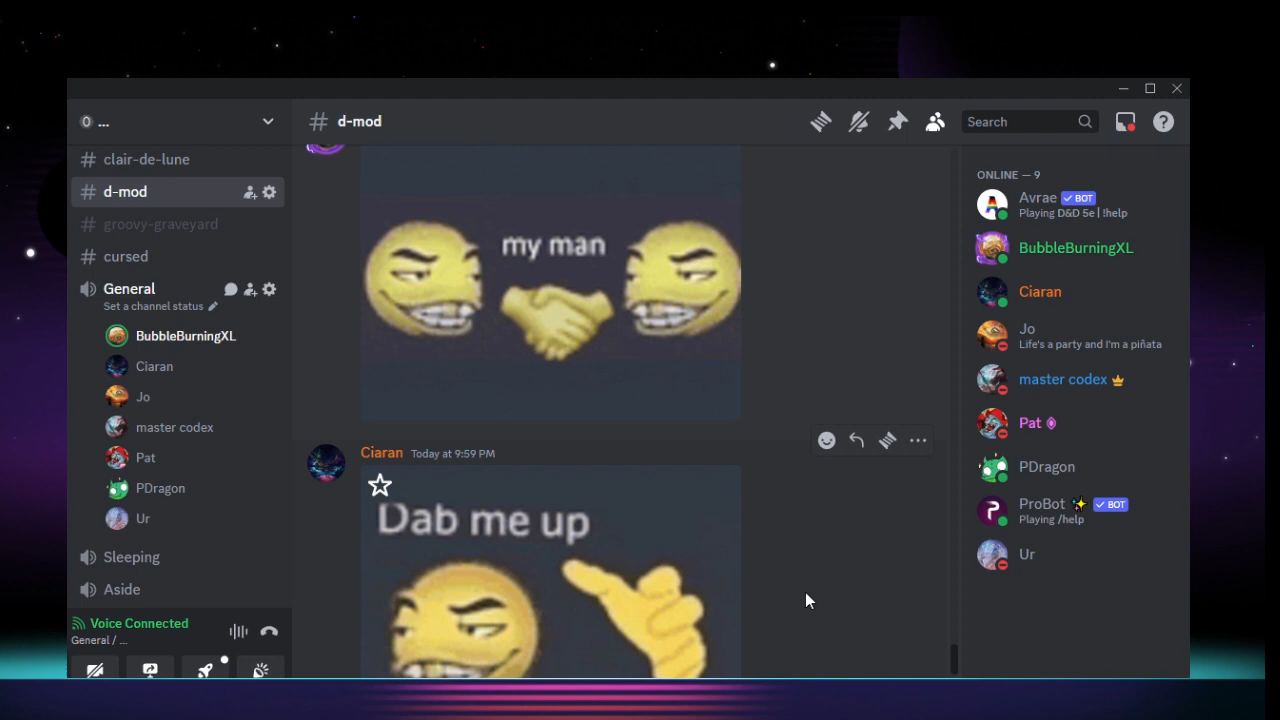 0 ...
clair-de-lune
d-mod
groovy-graveyard
cursed
General
Set a channel status
BubbleBurningXL
Ciaran
Jo
master codex
Pat
PDragon
Ur
Sleeping
Aside
Voice Connected
General / ...
d-mod
Search
my man
Ciaran Today at 9:59 PM
Dab me up
ONLINE — 9
Avrae BOT
Playing D&D 5e | !help
BubbleBurningXL
Ciaran
Jo
Life's a party and I'm a piñata
master codex
Pat
PDragon
ProBot BOT
Playing /help
Ur